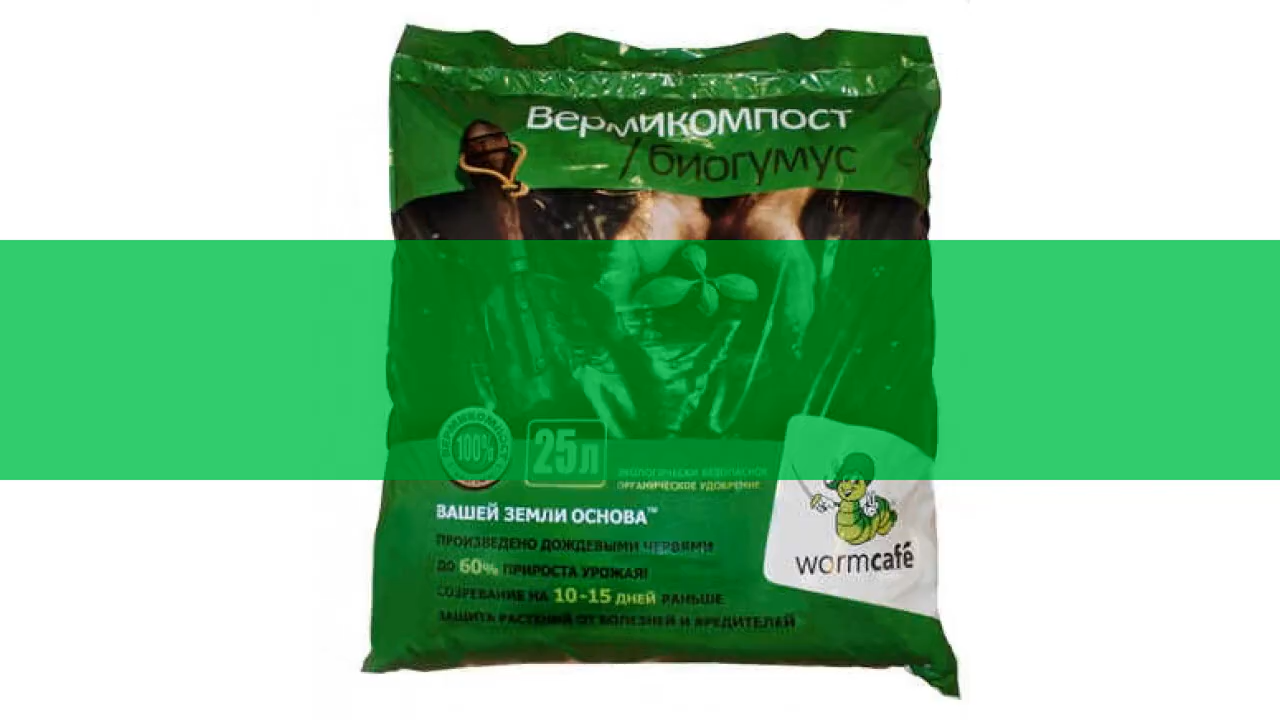 Вермикомпост
/биогумус
ВЕРМИКОМПОСТ
100%
25л
ЭКОЛОГИЧЕСКИ БЕЗОПАСНОЕ
ОРГАНИЧЕСКОЕ УДОБРЕНИЕ
ВАШЕЙ ЗЕМЛИ ОСНОВА™
ПРОИЗВЕДЕНО ДОЖДЕВЫМИ ЧЕРВЯМИ
ДО 60% ПРИРОСТА УРОЖАЯ!
СОЗРЕВАНИЕ НА 10-15 ДНЕЙ РАНЬШЕ
ЗАЩИТА РАСТЕНИЙ ОТ БОЛЕЗНЕЙ И ВРЕДИТЕЛЕЙ
wormcafé